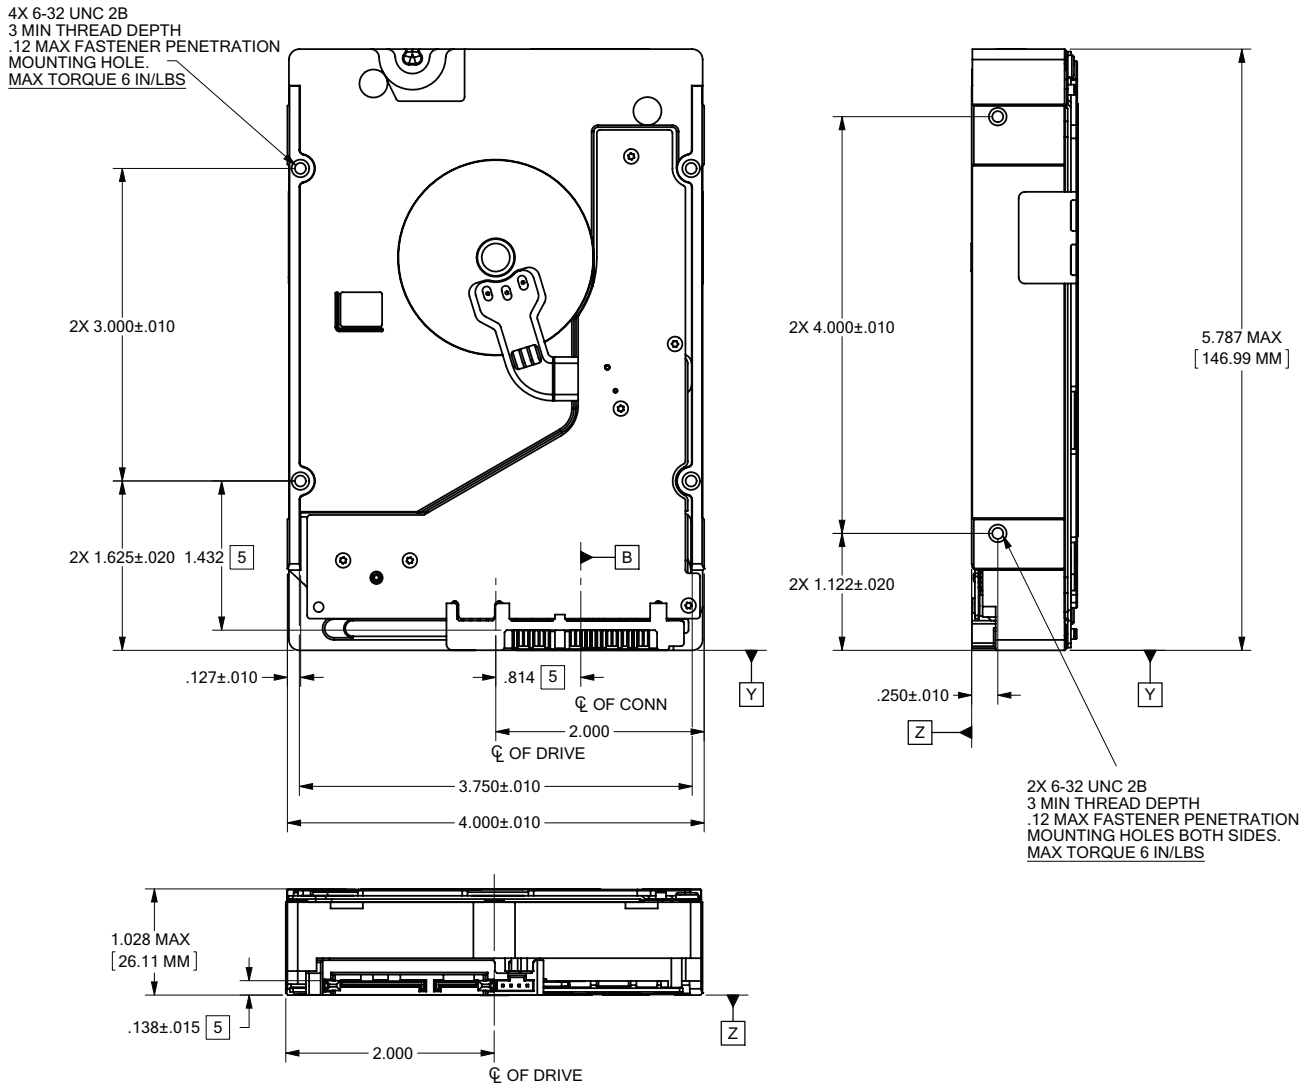 4X 6-32 UNC 2B
3 MIN THREAD DEPTH
.12 MAX FASTENER PENETRATION
MOUNTING HOLE.
MAX TORQUE 6 IN/LBS
2X 3.000±.010
2X 1.625±.020
1.432 5
B
.127±.010
.814 5
Y
℄ OF CONN
2.000
℄ OF DRIVE
3.750±.010
4.000±.010
2X 4.000±.010
5.787 MAX
[146.99 MM]
2X 1.122±.020
.250±.010
Y
Z
2X 6-32 UNC 2B
3 MIN THREAD DEPTH
.12 MAX FASTENER PENETRATION
MOUNTING HOLES BOTH SIDES.
MAX TORQUE 6 IN/LBS
1.028 MAX
[26.11 MM]
.138±.015 5
Z
2.000
℄ OF DRIVE